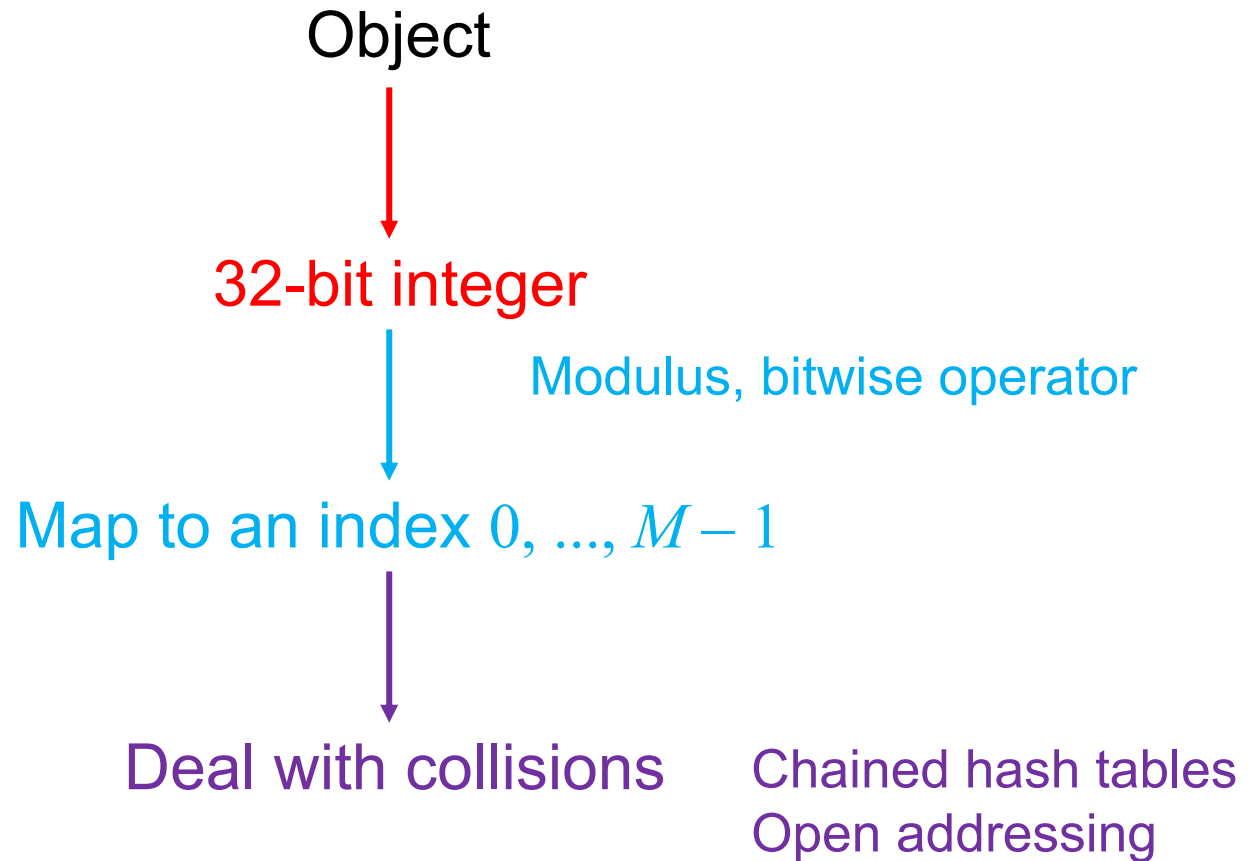 Object
32-bit integer
Modulus, bitwise operator
Map to an index 0, ..., M – 1
Deal with collisions
Chained hash tables
Open addressing